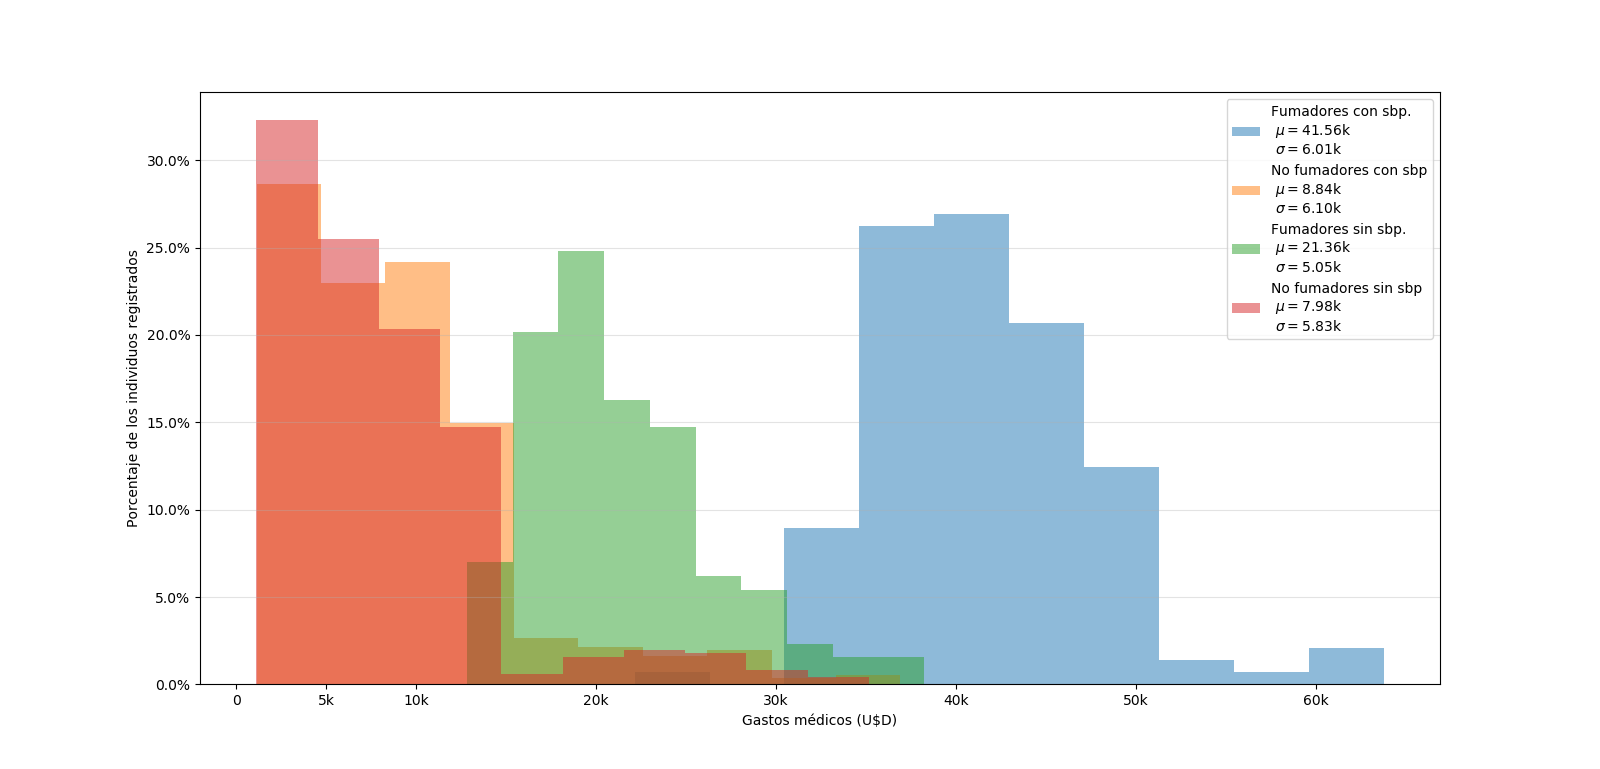 Fumadores con sbp.
μ = 41.56k
σ = 6.01k
No fumadores con sbp
μ = 8.84k
σ = 6.10k
Fumadores sin sbp.
μ = 21.36k
σ = 5.05k
No fumadores sin sbp
μ = 7.98k
σ = 5.83k
30.0%
25.0%
20.0%
15.0%
10.0%
5.0%
0.0%
Porcentaje de los individuos registrados
0 5k 10k 20k 30k 40k 50k 60k
Gastos médicos (U$D)